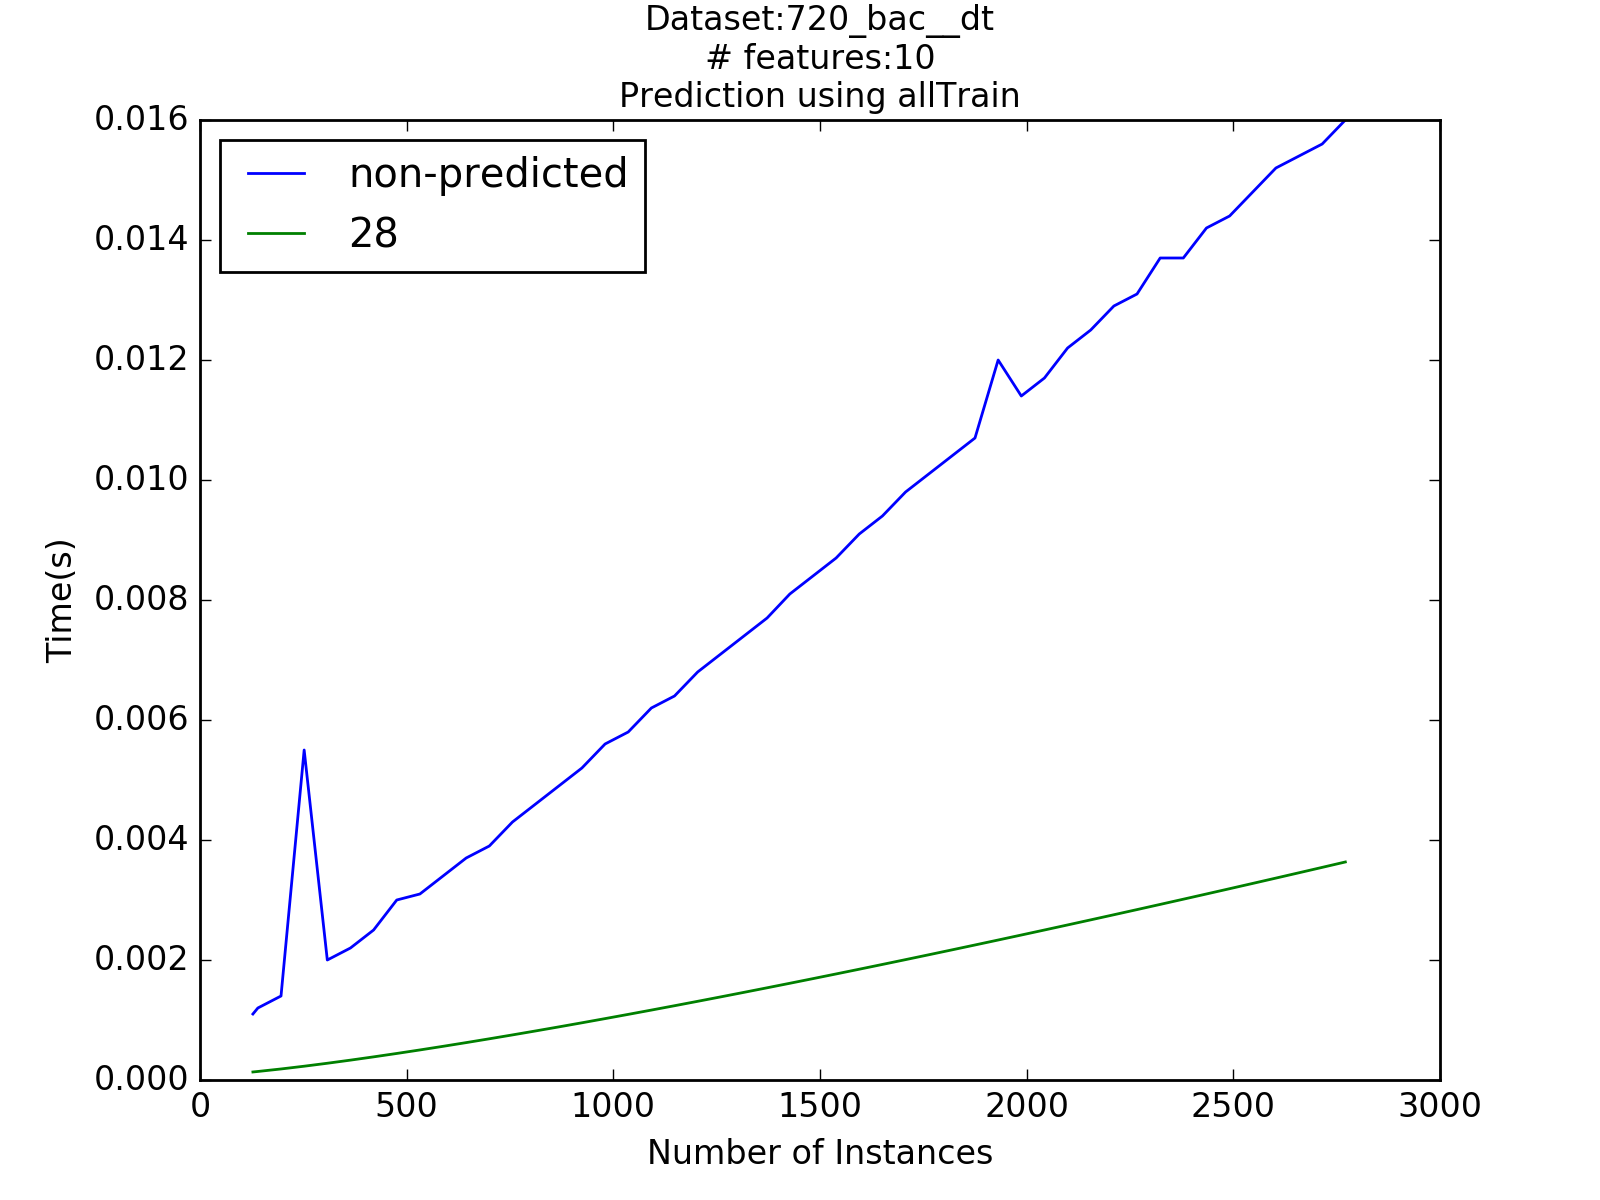 Dataset:720_bac__dt
# features:10
Prediction using allTrain
0.016
0.014
0.012
0.010
0.008
0.006
0.004
0.002
0.000
non-predicted
28
Time(s)
0 500 1000 1500 2000 2500 3000
Number of Instances